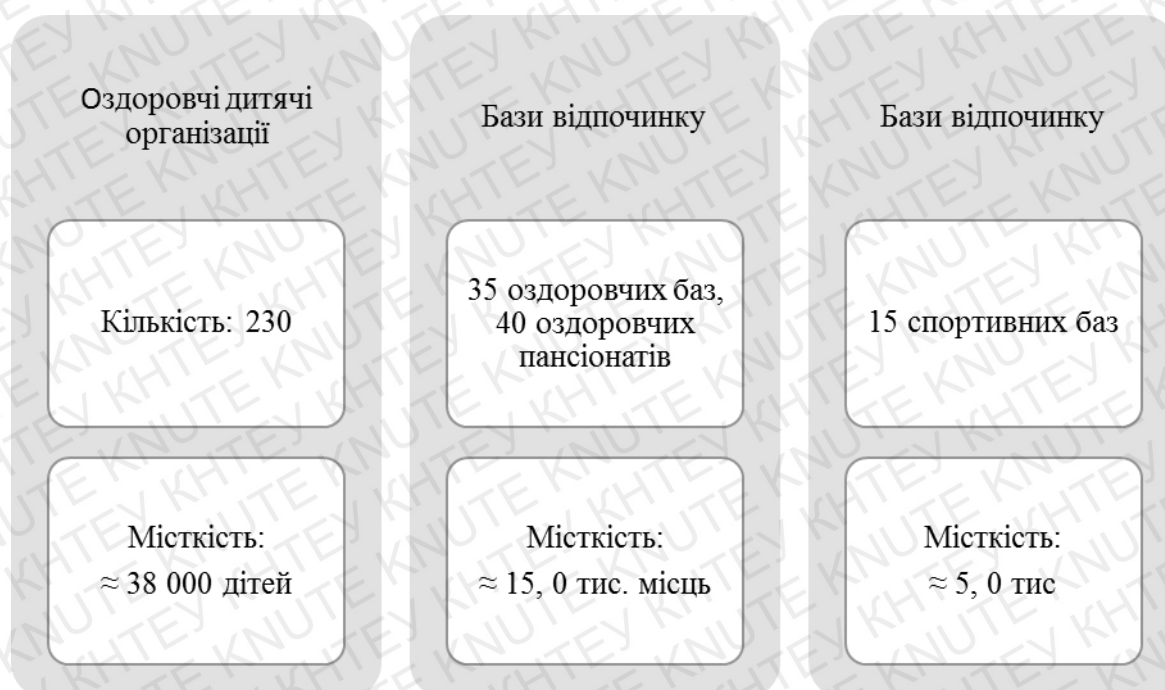 Оздоровчі дитячі
організації
Кількість: 230
Місткість:
≈ 38 000 дітей
Бази відпочинку
35 оздоровчих баз,
40 оздоровчих
пансіонатів
Місткість:
≈ 15, 0 тис. місць
Бази відпочинку
15 спортивних баз
Місткість:
≈ 5, 0 тис